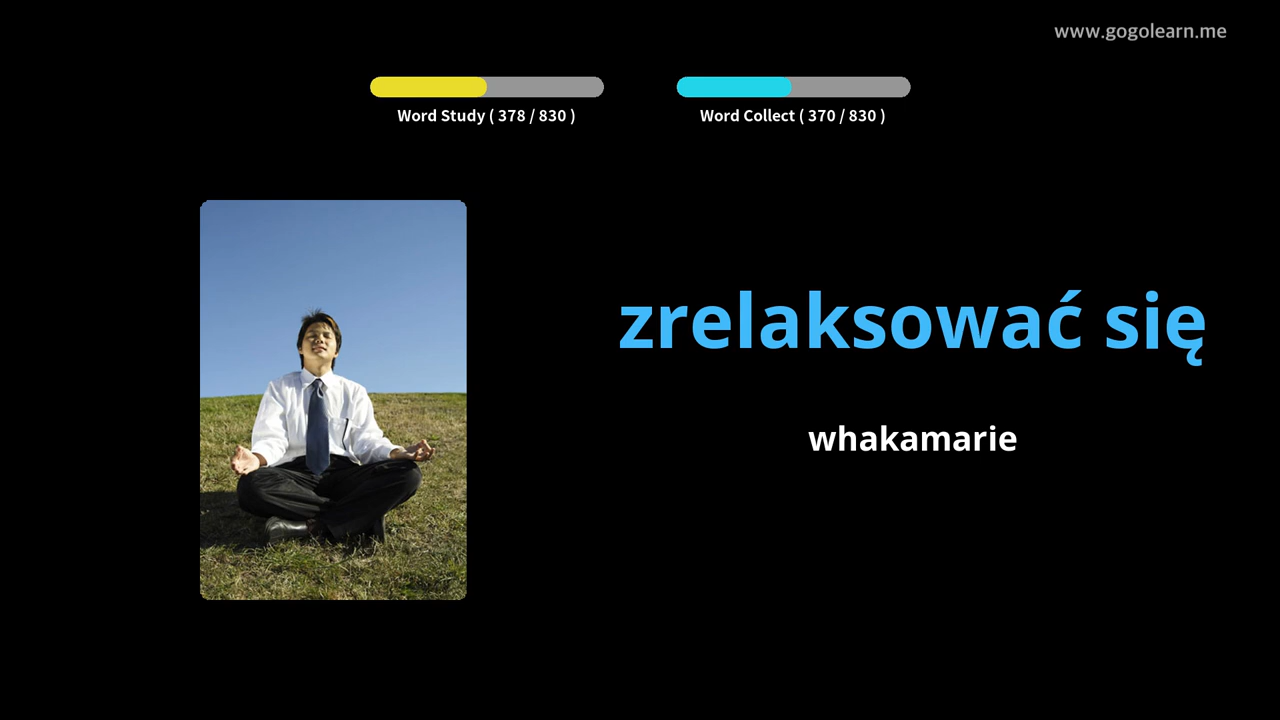 www.gogolearn.me
Word Study ( 378 / 830 )
Word Collect ( 370 / 830 )
zrelaksować się
whakamarie